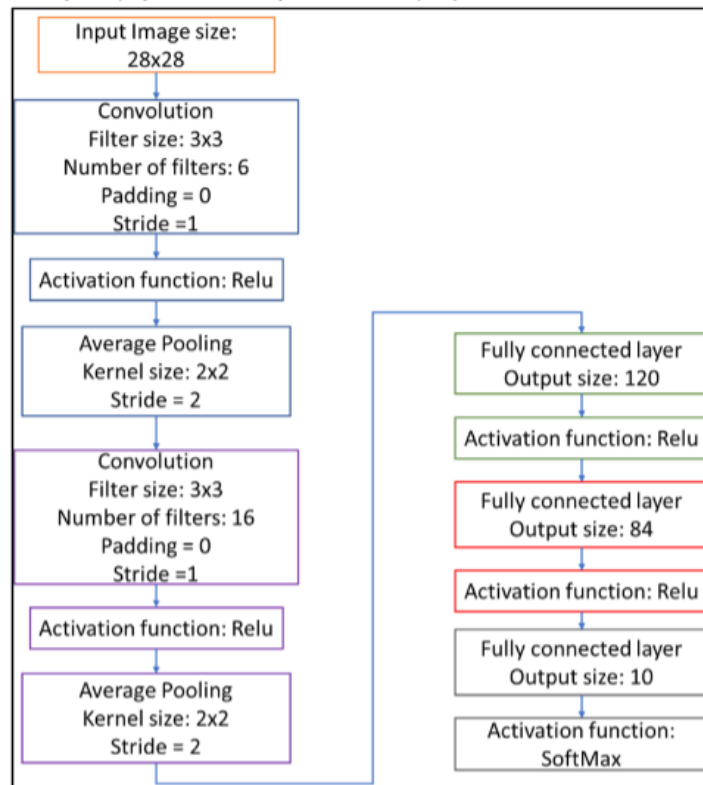 Input Image size:
28x28
Convolution
Filter size: 3x3
Number of filters: 6
Padding = 0
Stride =1
Activation function: Relu
Average Pooling
Kernel size: 2x2
Stride = 2
Convolution
Filter size: 3x3
Number of filters: 16
Padding = 0
Stride =1
Activation function: Relu
Average Pooling
Kernel size: 2x2
Stride = 2
Fully connected layer
Output size: 120
Activation function: Relu
Fully connected layer
Output size: 84
Activation function: Relu
Fully connected layer
Output size: 10
Activation function:
SoftMax